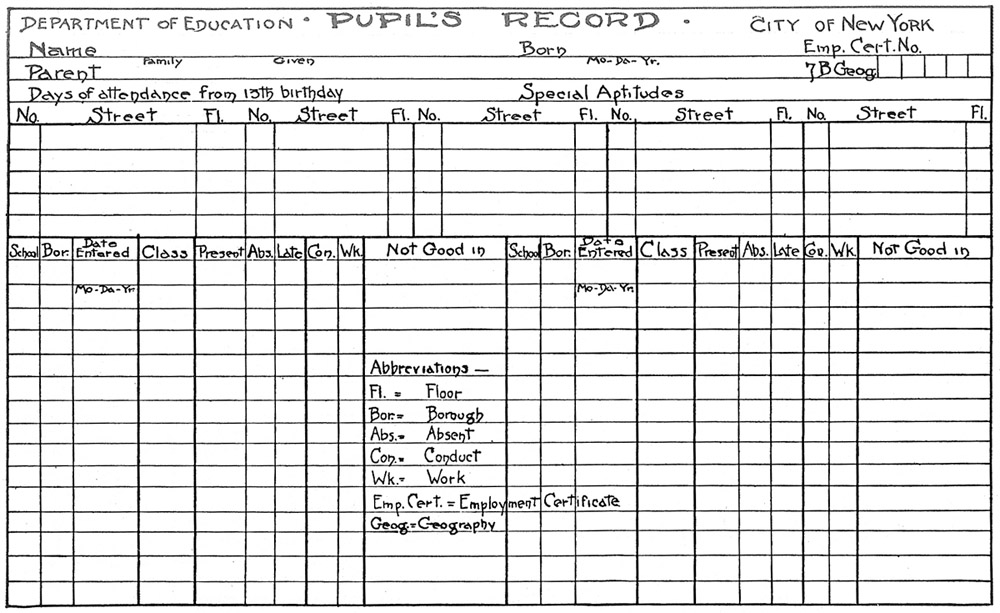 DEPARTMENT OF EDUCATION · PUPIL'S RECORD · CITY OF NEW YORK
Name Born Emp. Cert. No.
Family Given Mo-Da-Yr.
Parent 7B Geog.
Days of attendance from 13th birthday Special Aptitudes
No. Street Fl. No. Street Fl. No. Street Fl. No. Street Fl. No. Street Fl.
School Bor. Date Entered Class Present Abs. Late Con. Wk. Not Good in School Bor. Date Entered Class Present Abs. Late Con. Wk. Not Good in
Mo-Da-Yr. Mo-Da-Yr.
Abbreviations —
Fl. = Floor
Bor.= Borough
Abs.= Absent
Con.= Conduct
Wk.= Work
Emp. Cert. = Employment Certificate
Geog.=Geography